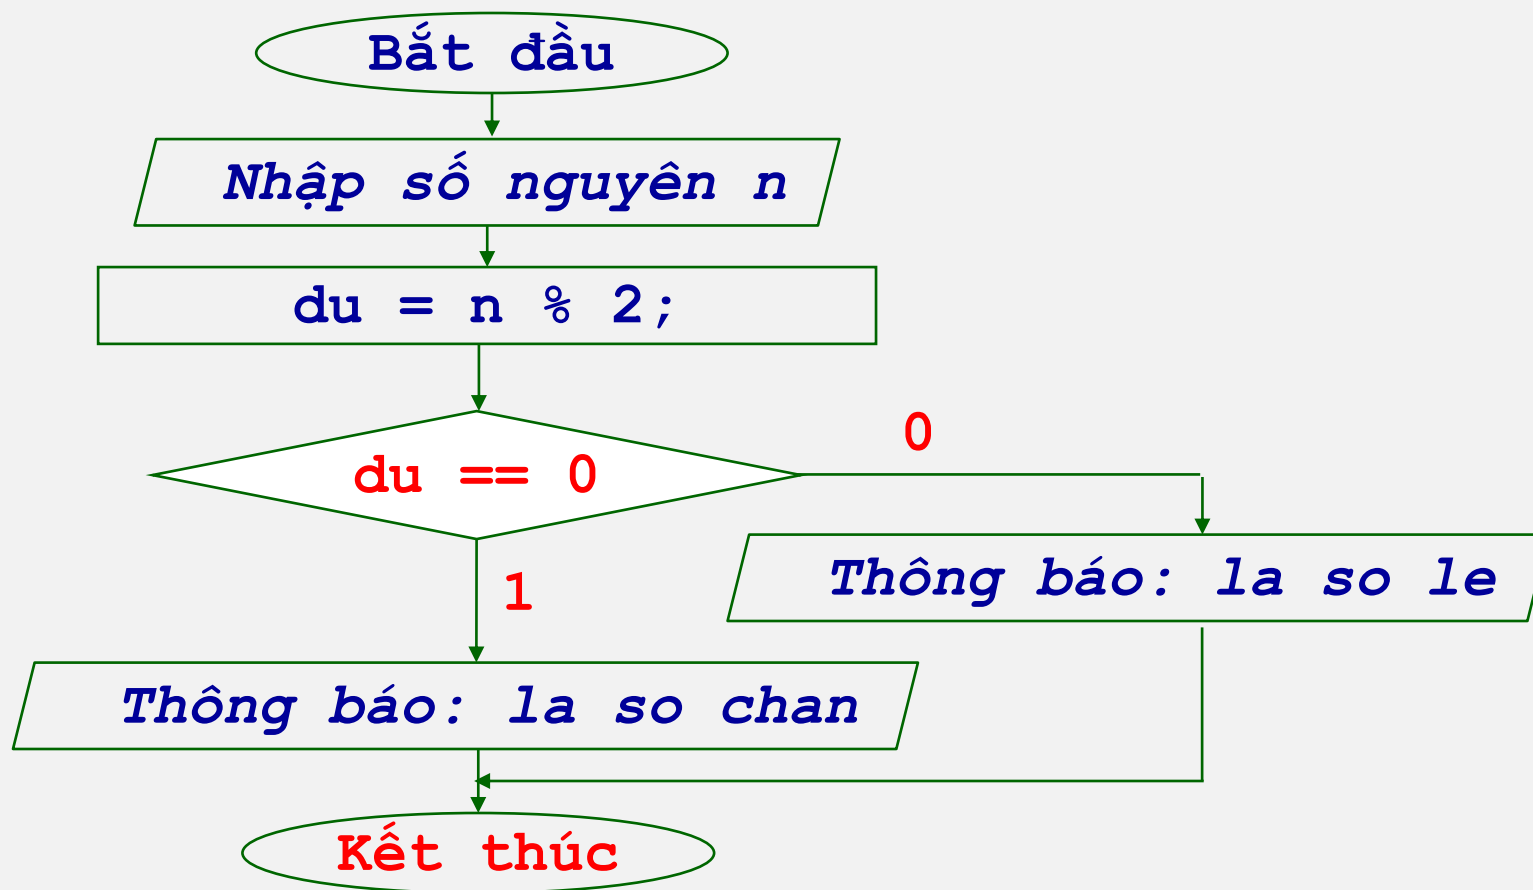 Bắt đầu
Nhập số nguyên n
du = n % 2;
0
du == 0
Thông báo: la so le
1
Thông báo: la so chan
Kết thúc